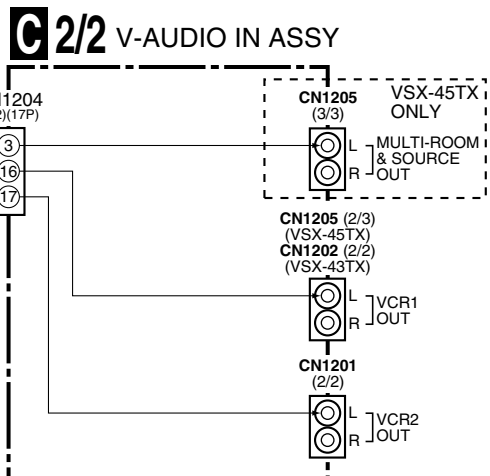 C 2/2 V-AUDIO IN ASSY
1204
)(17P)
3
16
17
CN1205
(3/3)
VSX-45TX
ONLY
L
R
MULTI-ROOM
& SOURCE
OUT
CN1205 (2/3)
(VSX-45TX)
CN1202 (2/2)
(VSX-43TX)
L
R
VCR1
OUT
CN1201
(2/2)
L
R
VCR2
OUT